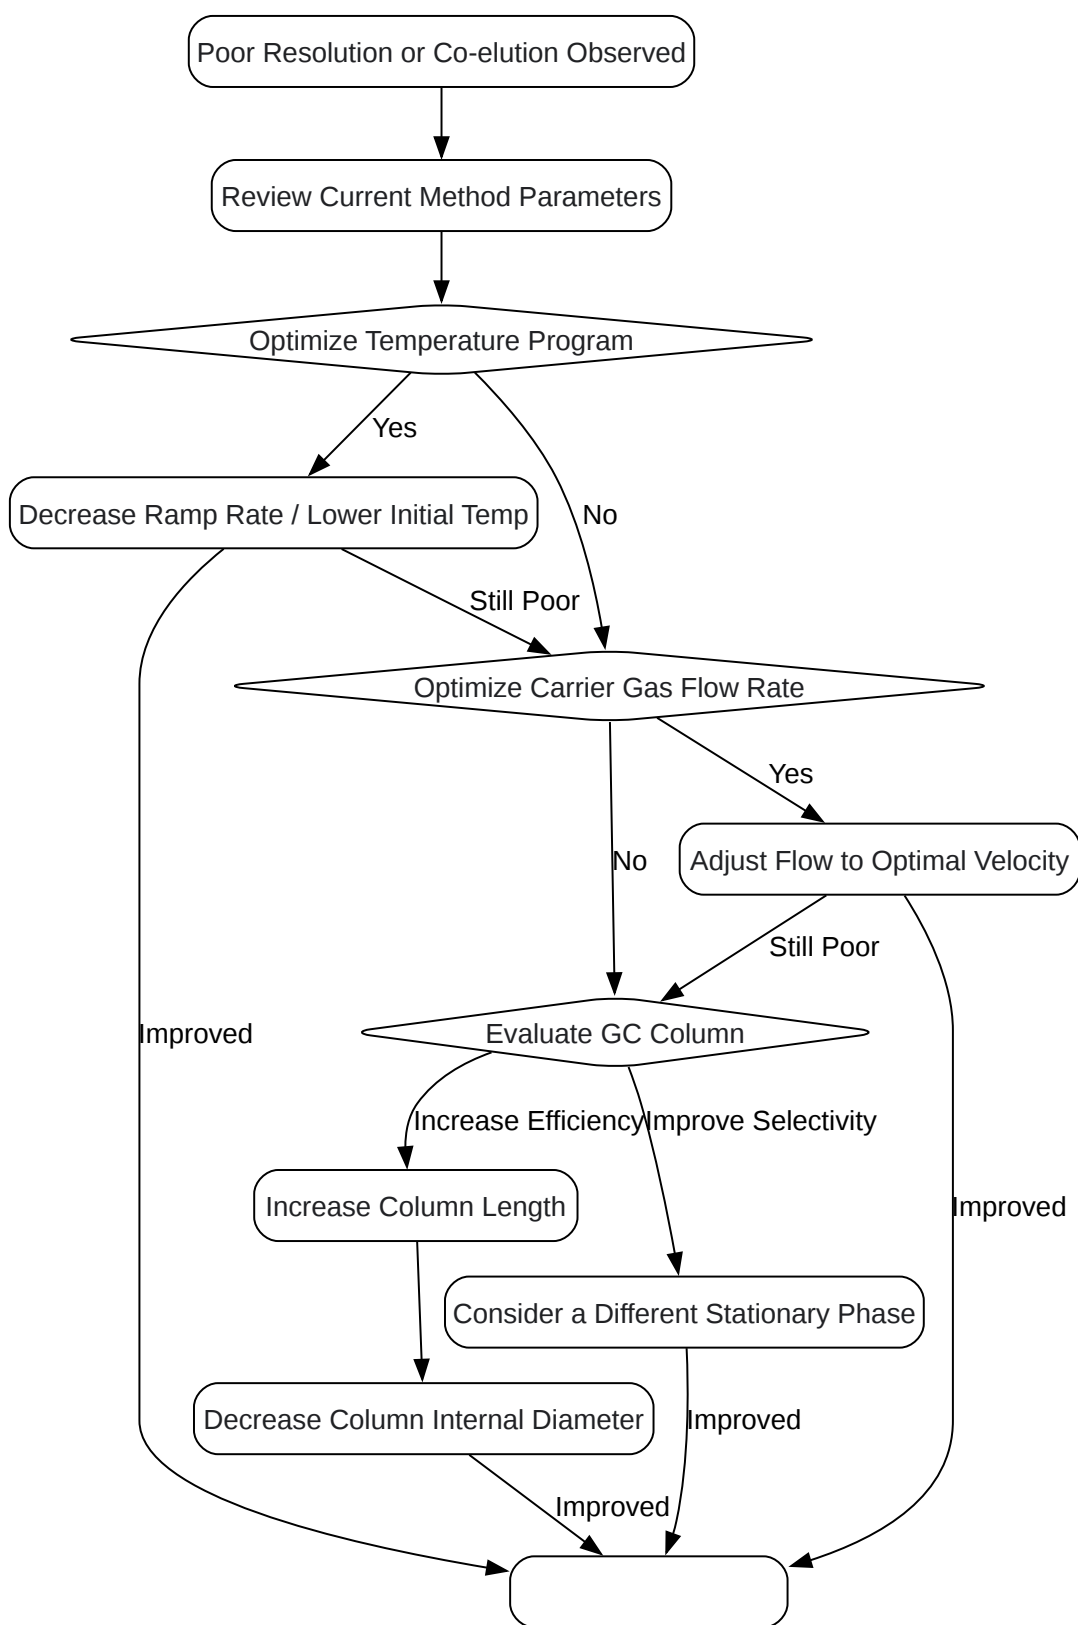 Poor Resolution or Co-elution Observed
Review Current Method Parameters
Optimize Temperature Program
Yes
No
Decrease Ramp Rate / Lower Initial Temp
Still Poor
Optimize Carrier Gas Flow Rate
Yes
No
Adjust Flow to Optimal Velocity
Still Poor
Improved
Evaluate GC Column
Increase Efficiency
Improve Selectivity
Increase Column Length
Improved
Consider a Different Stationary Phase
Decrease Column Internal Diameter
Improved
Improved